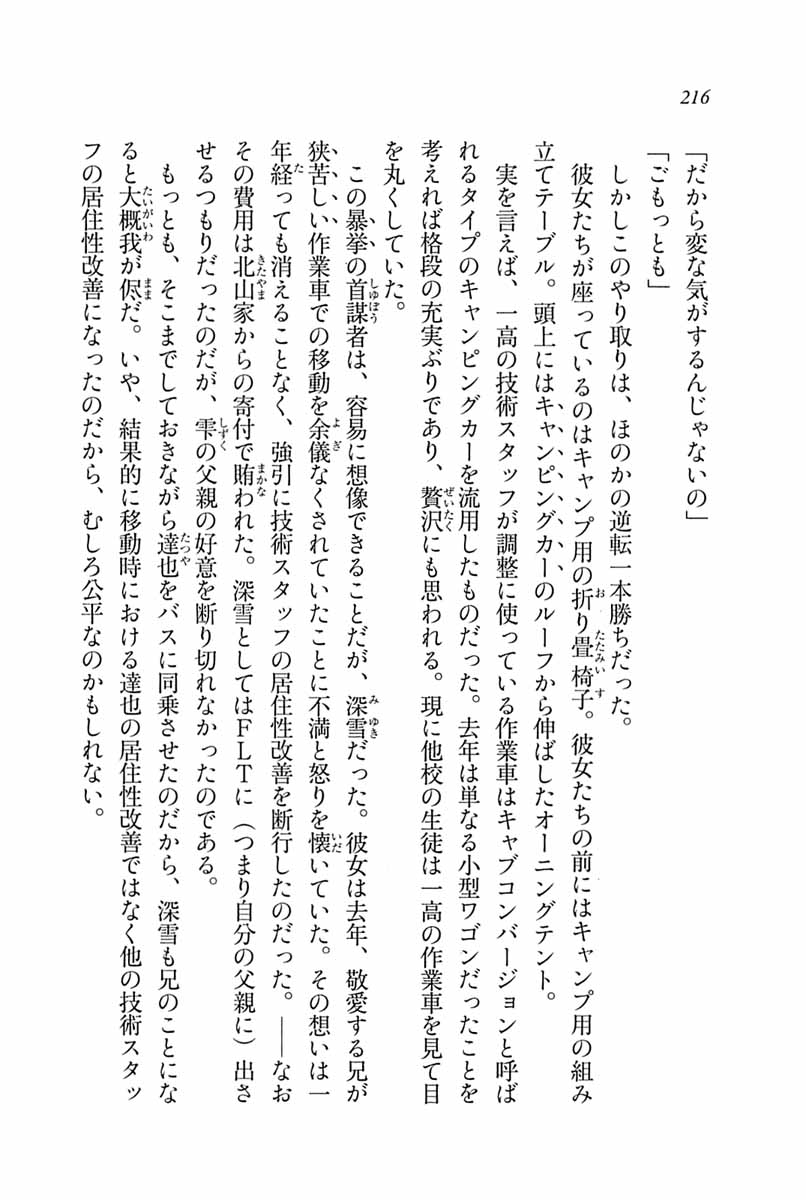 216
「だから変な気がするんじゃないの」
「ごもっとも」
しかしこのやり取りは、ほのかの逆転一本勝ちだった。
彼女たちが座っているのはキャンプ用の折り畳椅子。彼女たちの前にはキャンプ用の組み
立てテーブル。頭上にはキャンピングカーのルーフから伸ばしたオーニングテント。
実を言えば、一高の技術スタッフが調整に使っている作業車はキャブコンバージョンと呼ば
れるタイプのキャンピングカーを流用したものだった。去年は単なる小型ワゴンだったことを
考えれば格段の充実ぶりであり、贅沢にも思われる。現に他校の生徒は一高の作業車を見て目
を丸くしていた。
この暴挙の首謀者は、容易に想像できることだが、深雪だった。彼女は去年、敬愛する兄が
狭苦しい作業車での移動を余儀なくされていたことに不満と怒りを懐いていた。その想いは一
年経っても消えることなく、強引に技術スタッフの居住性改善を断行したのだった。――なお
その費用は北山家からの寄付で賄われた。深雪としてはＦＬＴに（つまり自分の父親に）出さ
せるつもりだったのだが、雫の父親の好意を断り切れなかったのである。
もっとも、そこまでしておきながら達也をバスに同乗させたのだから、深雪も兄のことにな
ると大概我が侭だ。いや、結果的に移動時における達也の居住性改善ではなく他の技術スタッ
フの居住性改善になったのだから、むしろ公平なのかもしれない。